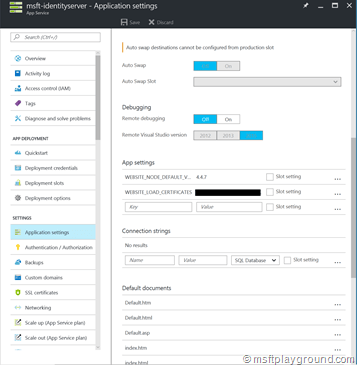 msft-identityserver - Application settings
App Service
Save
Discard
Search (Ctrl+/)
Overview
Activity log
Access control (IAM)
Tags
Diagnose and solve problems
APP DEPLOYMENT
Quickstart
Deployment credentials
Deployment slots
Deployment options
SETTINGS
Application settings
Authentication / Authorization
Backups
Custom domains
SSL certificates
Networking
Scale up (App Service plan)
Scale out (App Service plan)
Auto swap destinations cannot be configured from production slot
Auto Swap
On
Auto Swap Slot
Debugging
Remote debugging
Off
On
Remote Visual Studio version
2012
2013
App settings
WEBSITE_NODE_DEFAULT_V...
4.4.7
Slot setting
...
WEBSITE_LOAD_CERTIFICATES
Slot setting
...
Key
Value
Slot setting
...
Connection strings
No results
Name
Value
SQL Database
Slot setting
...
Default documents
Default.htm
...
Default.html
...
Default.asp
...
index.htm
...
index.html
© msftplayground.com